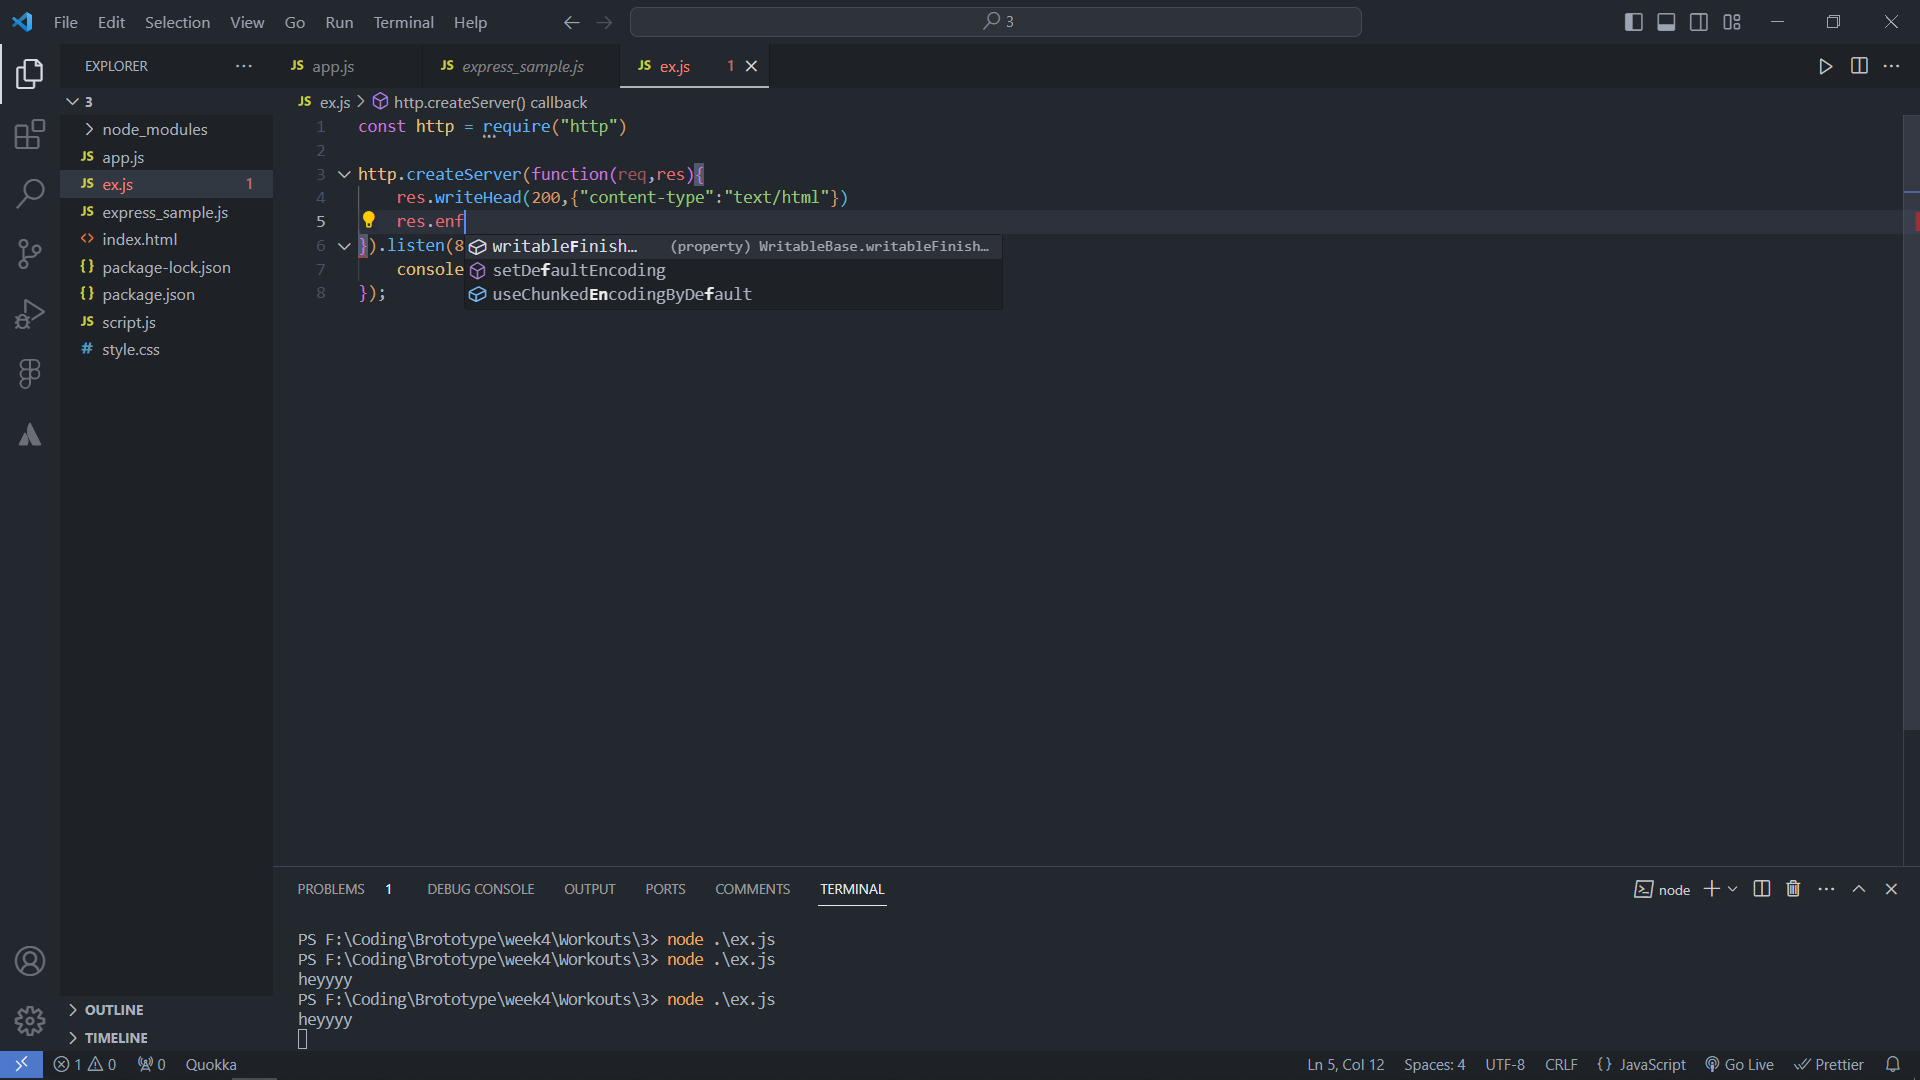 File Edit Selection View Go Run Terminal Help 3
EXPLORER
JS app.js JS express_sample.js JS ex.js 1
3
node_modules
JS app.js
JS ex.js 1
JS express_sample.js
<> index.html
{} package-lock.json
{} package.json
JS script.js
# style.css
OUTLINE
TIMELINE
JS ex.js > http.createServer() callback
1 const http = require("http")
2
3 http.createServer(function(req,res){
4 res.writeHead(200,{"content-type":"text/html"})
5 res.enf
6 }).listen(8
7 console
8 });
writableFinish… (property) WritableBase.writableFinish…
setDefaultEncoding
useChunkedEncodingByDefault
PROBLEMS 1 DEBUG CONSOLE OUTPUT PORTS COMMENTS TERMINAL node
PS F:\Coding\Brototype\week4\Workouts\3> node .\ex.js
PS F:\Coding\Brototype\week4\Workouts\3> node .\ex.js
heyyyy
PS F:\Coding\Brototype\week4\Workouts\3> node .\ex.js
heyyyy
1 0 0 Quokka Ln 5, Col 12 Spaces: 4 UTF-8 CRLF {} JavaScript Go Live Prettier